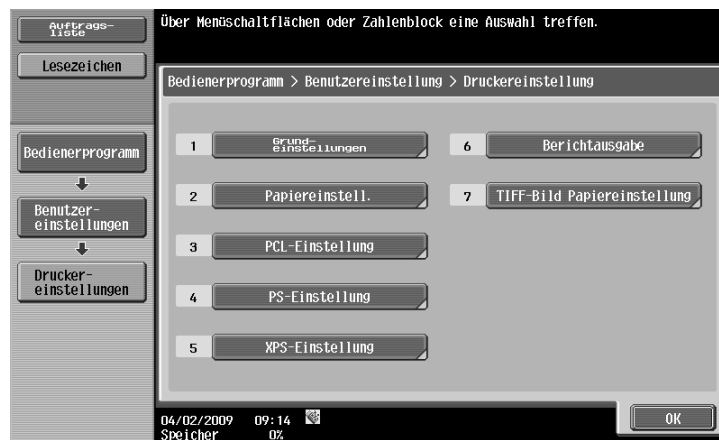 Auftrags-
liste
Lesezeichen
Bedienerprogramm
Benutzer-
einstellungen
Drucker-
einstellungen
Über Menüschaltflächen oder Zahlenblock eine Auswahl treffen.
Bedienerprogramm > Benutzereinstellung > Druckereinstellung
1 Grund-
einstellungen
2 Papiereinstell.
3 PCL-Einstellung
4 PS-Einstellung
5 XPS-Einstellung
6 Berichtausgabe
7 TIFF-Bild Papiereinstellung
04/02/2009 09:14
Speicher 0%
OK